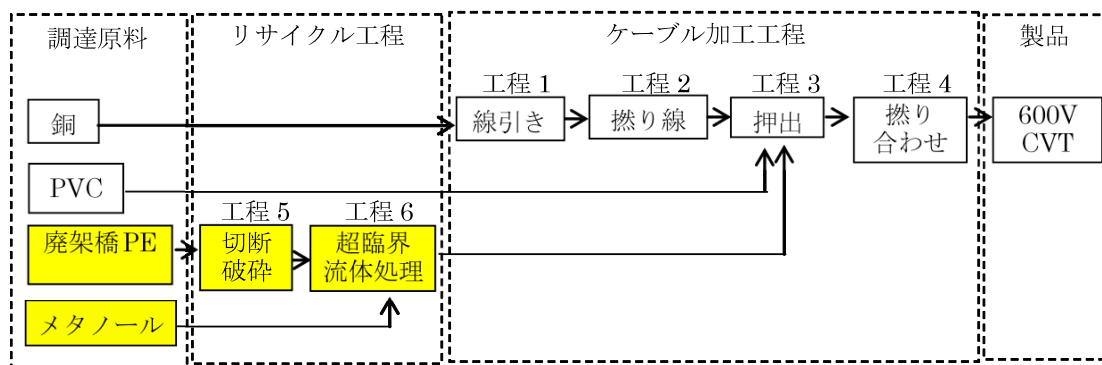 調達原料
リサイクル工程
ケーブル加工工程
製品
工程 1
工程 2
工程 3
工程 4
銅
線引き
撚り線
押出
撚り
合わせ
600V
CVT
PVC
工程 5
工程 6
廃架橋PE
切断
破砕
超臨界
流体処理
メタノール